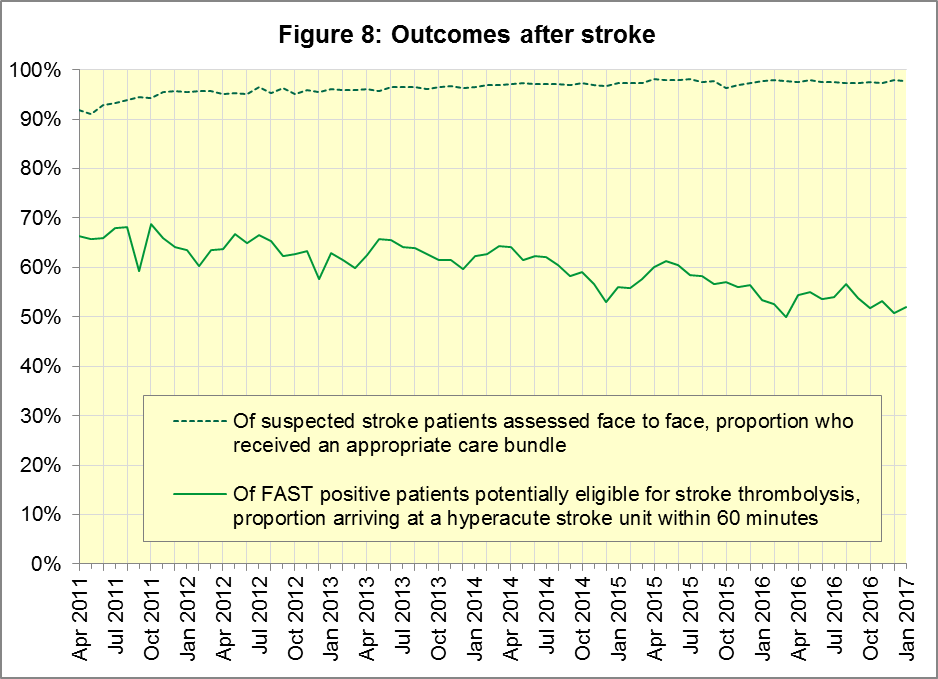 Figure 8: Outcomes after stroke
100%
90%
80%
70%
60%
50%
40%
30%
20%
10%
0%
Of suspected stroke patients assessed face to face, proportion who
received an appropriate care bundle
Of FAST positive patients potentially eligible for stroke thrombolysis,
proportion arriving at a hyperacute stroke unit within 60 minutes
Apr 2011
Jul 2011
Oct 2011
Jan 2012
Apr 2012
Jul 2012
Oct 2012
Jan 2013
Apr 2013
Jul 2013
Oct 2013
Jan 2014
Apr 2014
Jul 2014
Oct 2014
Jan 2015
Apr 2015
Jul 2015
Oct 2015
Jan 2016
Apr 2016
Jul 2016
Oct 2016
Jan 2017